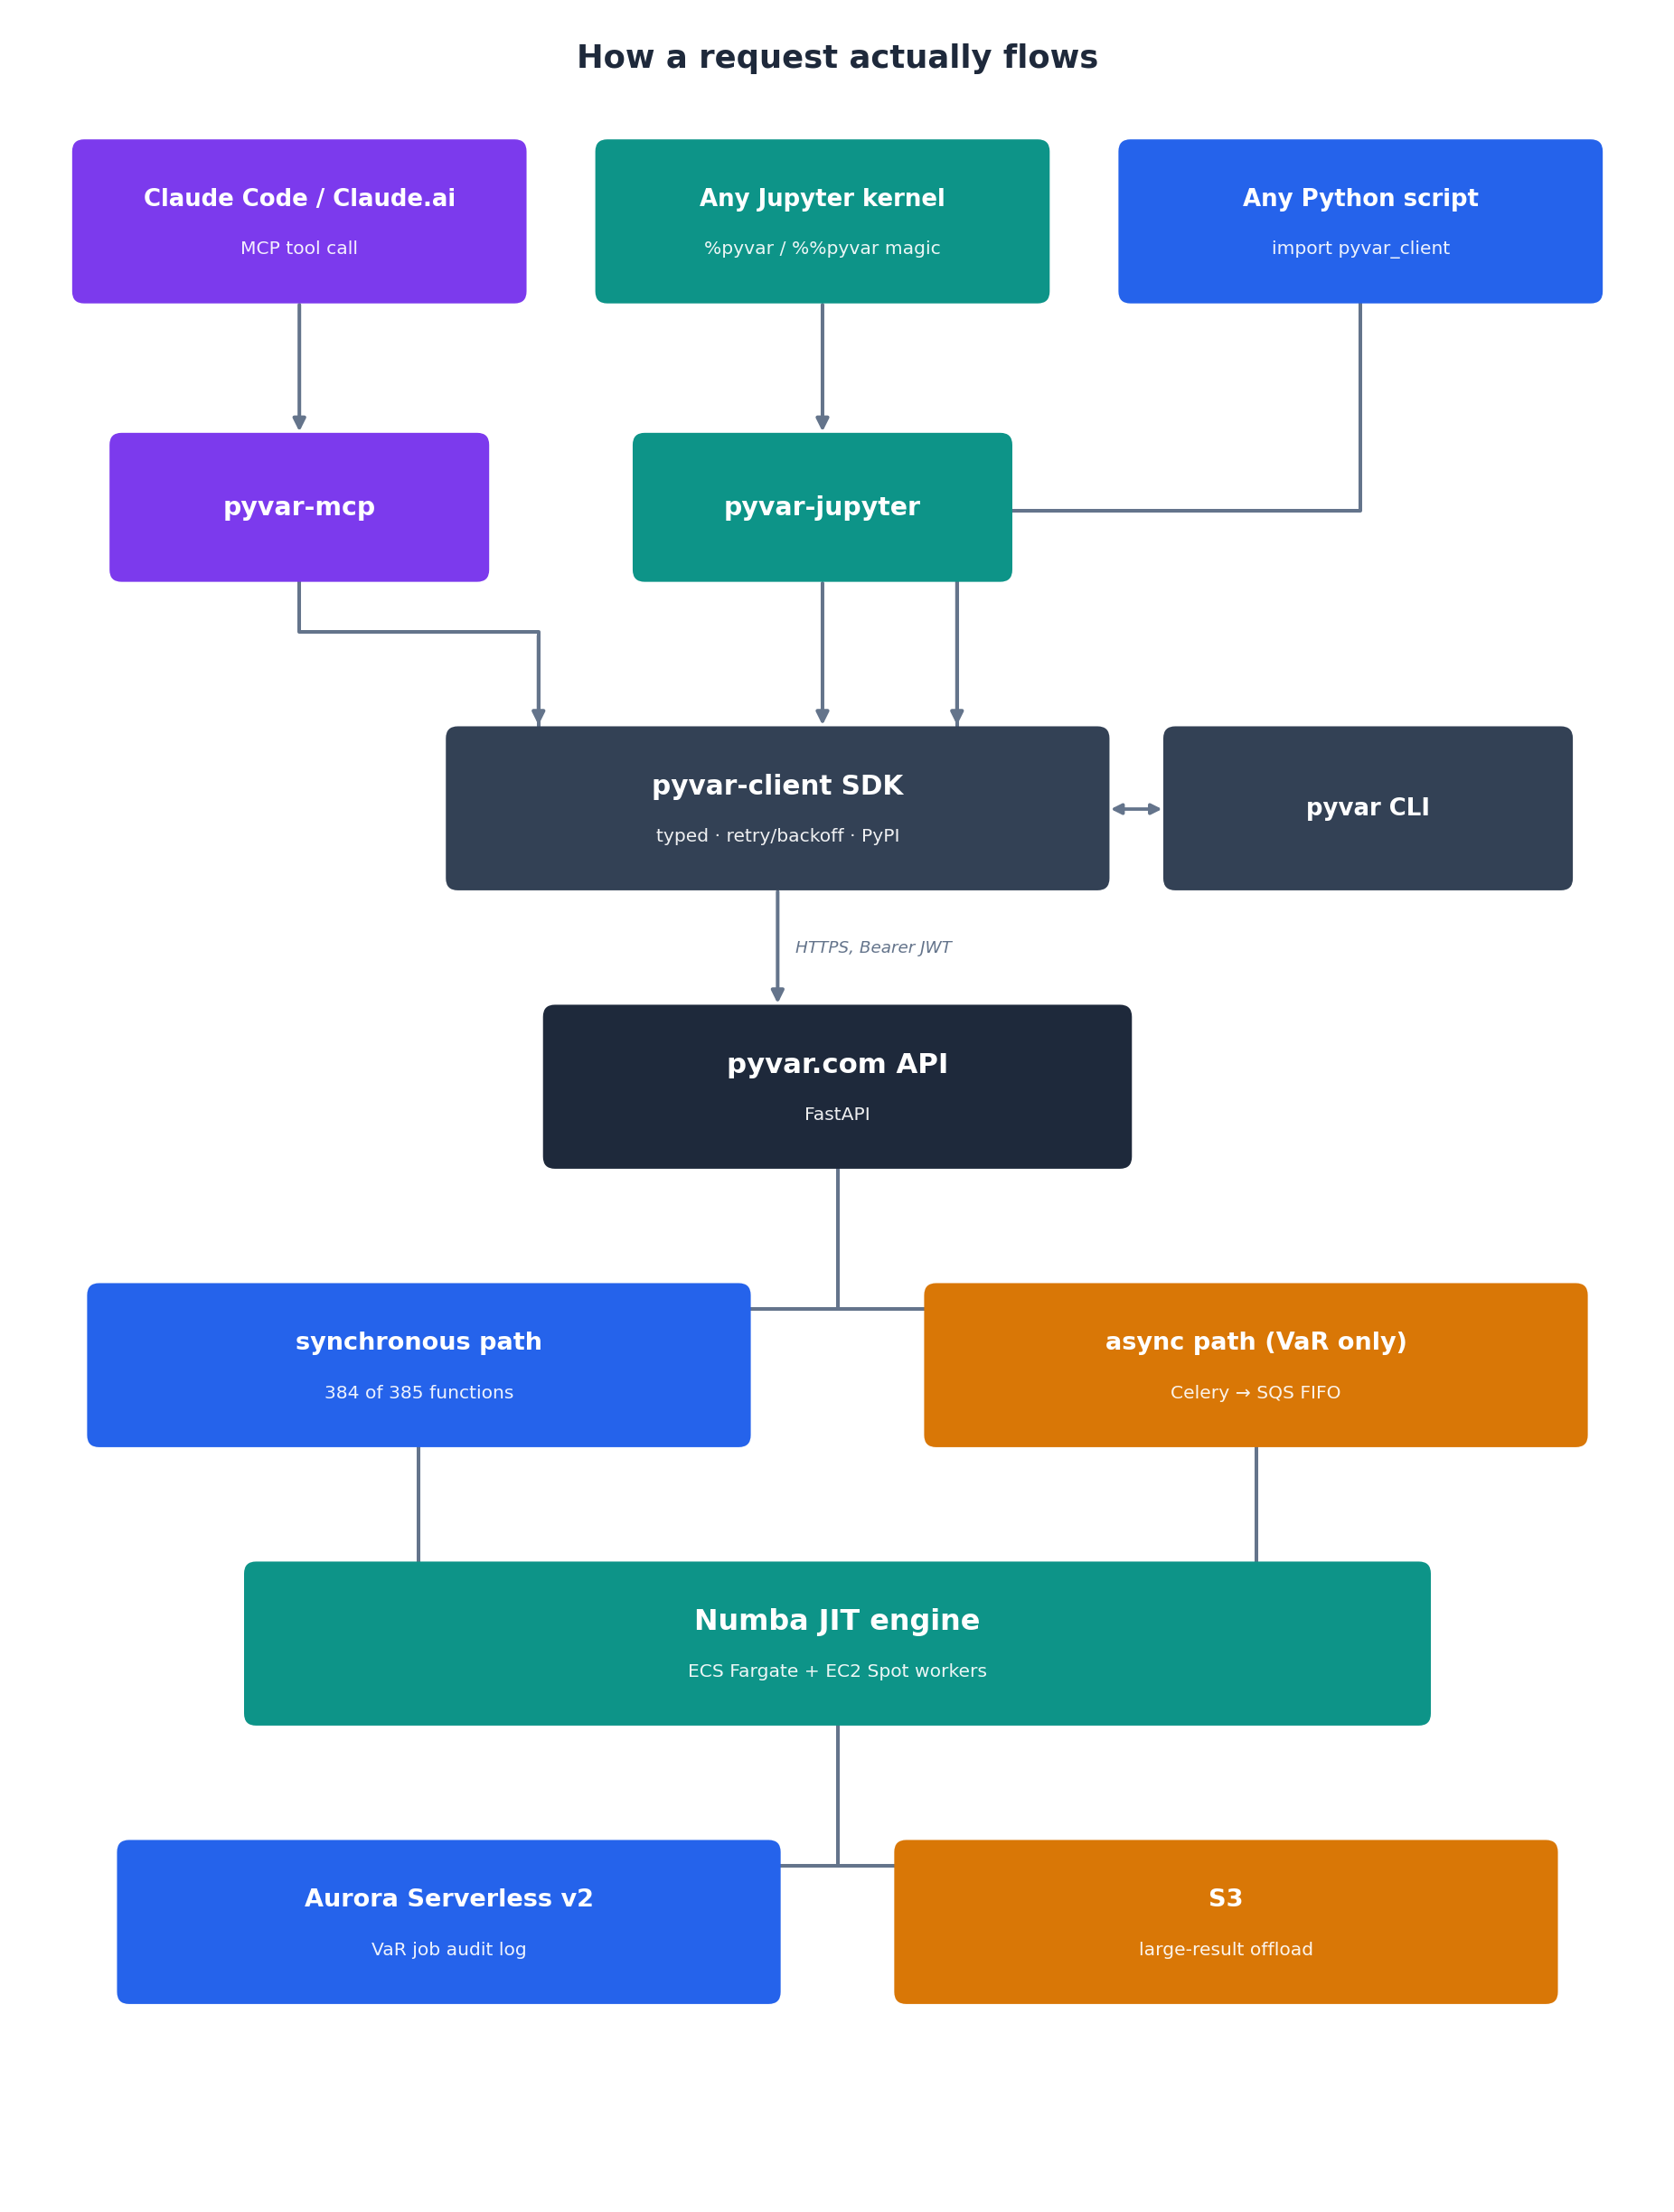 How a request actually flows
Claude Code / Claude.ai
MCP tool call
Any Jupyter kernel
%pyvar / %%pyvar magic
Any Python script
import pyvar_client
pyvar-mcp
pyvar-jupyter
pyvar-client SDK
typed · retry/backoff · PyPI
pyvar CLI
HTTPS, Bearer JWT
pyvar.com API
FastAPI
synchronous path
384 of 385 functions
async path (VaR only)
Celery → SQS FIFO
Numba JIT engine
ECS Fargate + EC2 Spot workers
Aurora Serverless v2
VaR job audit log
S3
large-result offload